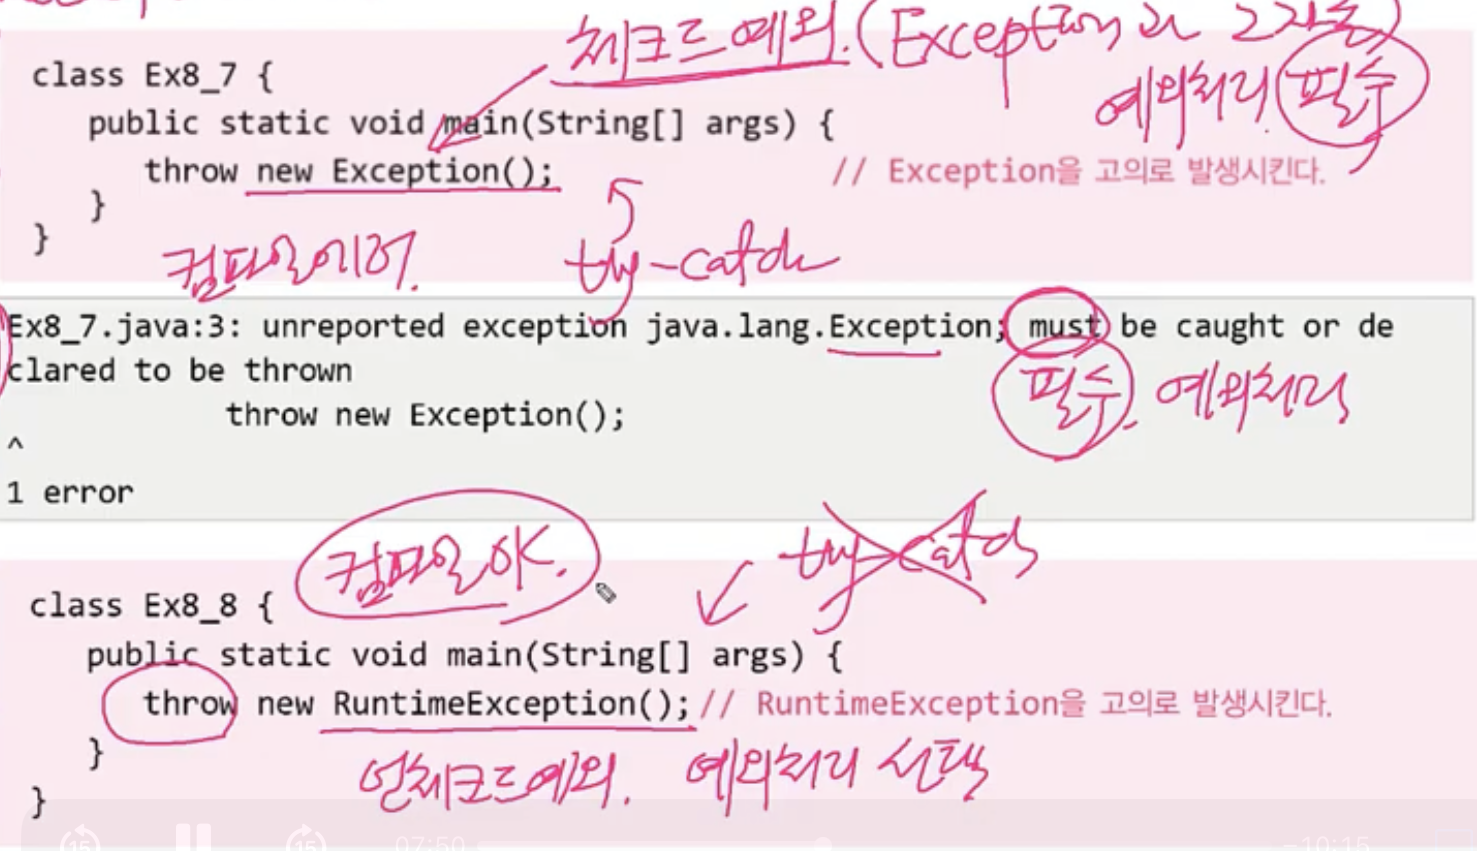 체크드예외.(Exception과 그자손)
class Ex8_7 {
예외처리 필수
public static void main(String[] args) {
throw new Exception(); // Exception을 고의로 발생시킨다.
}
}
컴파일에러.
try-catch
Ex8_7.java:3: unreported exception java.lang.Exception; must be caught or de
clared to be thrown
필수. 예외처리
throw new Exception();
^
1 error
컴파일OK.
try-catch
class Ex8_8 {
public static void main(String[] args) {
throw new RuntimeException(); // RuntimeException을 고의로 발생시킨다.
}
언체크드예외. 예외처리 선택
}
15
15
07:50
-10:15